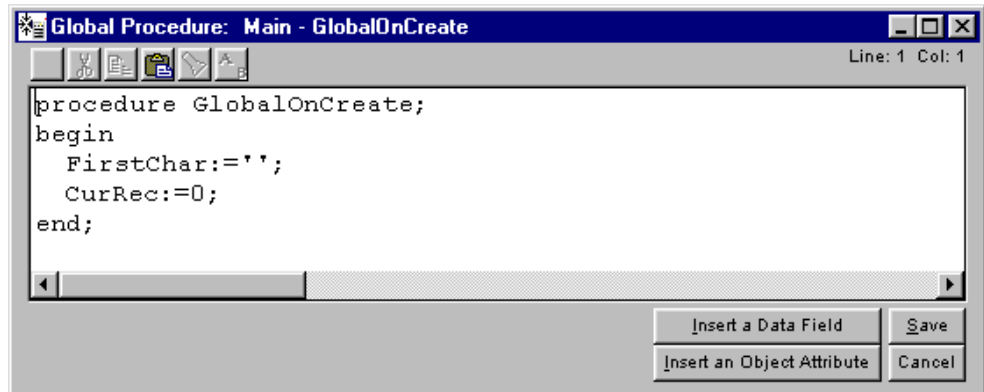 Global Procedure: Main - GlobalOnCreate
Line: 1 Col: 1
procedure GlobalOnCreate;
begin
  FirstChar:='';
  CurRec:=0;
end;
Insert a Data Field
Save
Insert an Object Attribute
Cancel